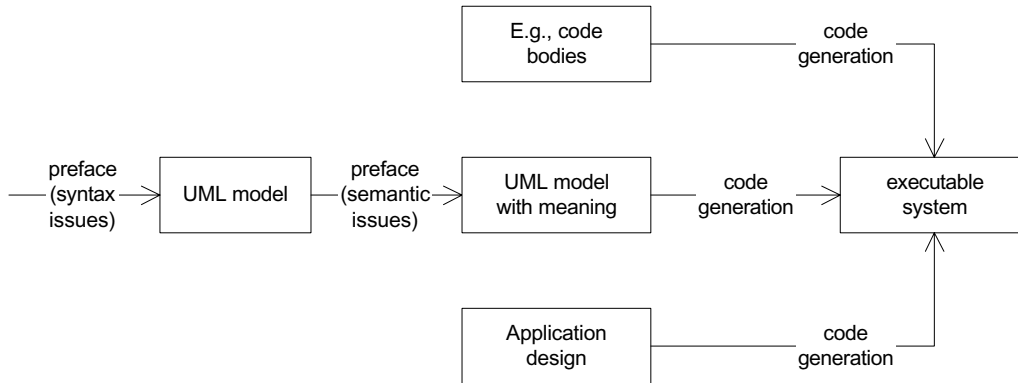 E.g., code
bodies
code
generation
preface
(syntax
issues)
UML model
preface
(semantic
issues)
UML model
with meaning
code
generation
executable
system
Application
design
code
generation